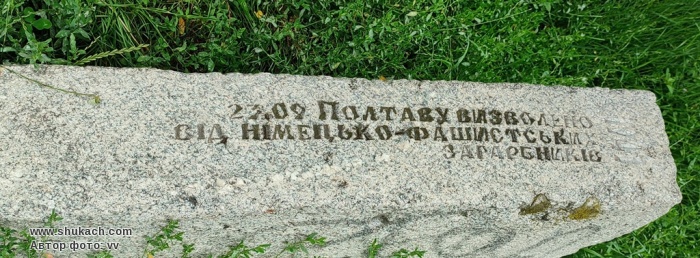 23.09 ПОЛТАВУ ВИЗВОЛЕНО
ВІД НІМЕЦЬКО-ФАШИСТСЬКИХ
ЗАГАРБНИКІВ
www.shukach.com
Автор фото: vv